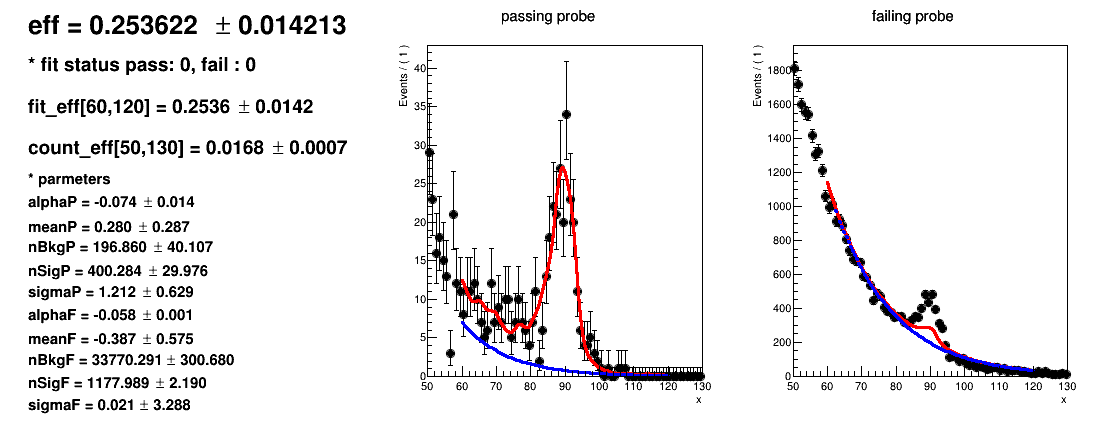 eff = 0.253622 ± 0.014213
* fit status pass: 0, fail : 0
fit_eff[60,120] = 0.2536 ± 0.0142
count_eff[50,130] = 0.0168 ± 0.0007
* parmeters
alphaP = -0.074 ± 0.014
meanP = 0.280 ± 0.287
nBkgP = 196.860 ± 40.107
nSigP = 400.284 ± 29.976
sigmaP = 1.212 ± 0.629
alphaF = -0.058 ± 0.001
meanF = -0.387 ± 0.575
nBkgF = 33770.291 ± 300.680
nSigF = 1177.989 ± 2.190
sigmaF = 0.021 ± 3.288
passing probe
Events / ( 1 )
40
35
30
25
20
15
10
5
0
50 60 70 80 90 100 110 120 130
x
failing probe
Events / ( 1 )
1800
1600
1400
1200
1000
800
600
400
200
0
50 60 70 80 90 100 110 120 130
x